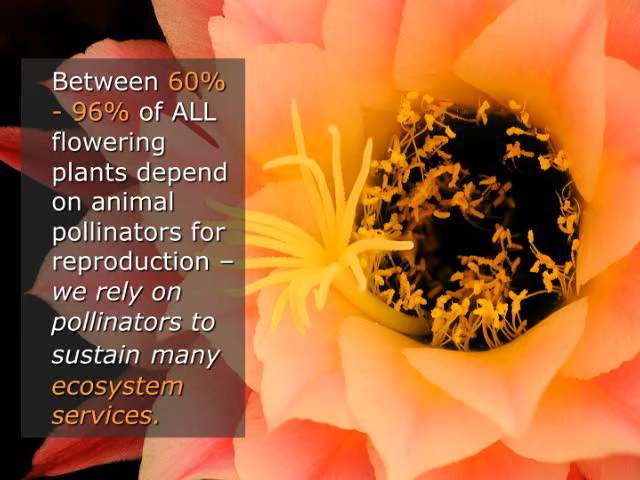 Between 60%
- 96% of ALL
flowering
plants depend
on animal
pollinators for
reproduction –
we rely on
pollinators to
sustain many
ecosystem
services.